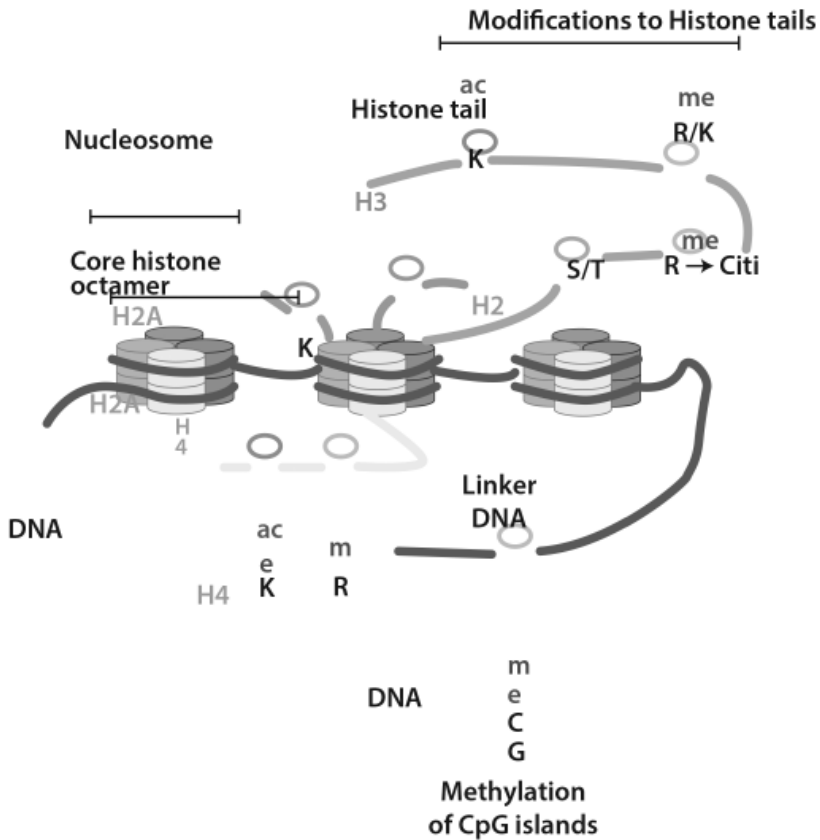 Modifications to Histone tails
ac
Histone tail
me
R/K
K
Nucleosome
H3
me
S/T
R → Citi
Core histone
octamer
H2A
H2
K
H2A
H
4
Linker
DNA
DNA
ac
e
K
m
R
H4
m
e
C
G
DNA
Methylation
of CpG islands